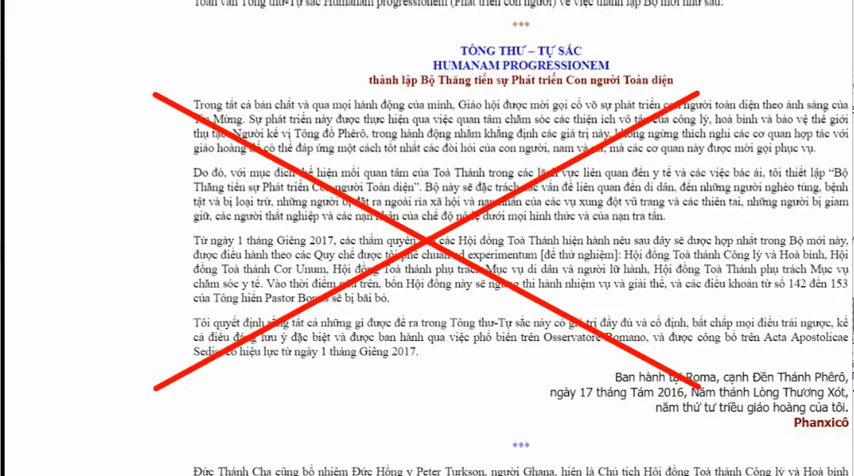 Toàn văn Tông thư-Tự sắc Humanam progressionem (Phát triển con người) về việc thành lập Bộ mới như sau:
***
TÔNG THƯ – TỰ SẮC
HUMANAM PROGRESSIONEM
thành lập Bộ Thăng tiến sự Phát triển Con người Toàn diện
Trong tất cả bản chất và qua mọi hành động của mình, Giáo hội được mời gọi cổ võ sự phát triển con người toàn diện theo ánh sáng của
Tin Mừng. Sự phát triển này được thực hiện qua việc quan tâm chăm sóc các thiện ích vô của công lý, hoà bình và bảo vệ thế giới
thụ tạo. Người kế vị Tông đồ Phêrô, trong hành động nhằm khẳng định các giá trị này, không ngừng thích nghi các cơ quan hợp tác với
giáo hoàng để có thể đáp ứng một cách tốt nhất các đòi hỏi của con người, nam và nữ, mà các cơ quan này được mời gọi phục vụ.
Do đó, với mục đích thể hiện mối quan tâm của Toà Thánh trong các lãnh vực liên quan đến y tế và các việc bác ái, tôi thiết lập “Bộ
Thăng tiến sự Phát triển Con người Toàn diện”. Bộ này sẽ đặc trách các vấn đề liên quan đến di dân, đến những người nghèo túng, bệnh
tật và bị loại trừ, những người bị đặt ra ngoài rìa xã hội và nạn nhân của các vụ xung đột vũ trang và các thiên tai, những người bị giam
giữ, các người thất nghiệp và các nạn nhân của chế độ nô lệ dưới mọi hình thức và của nạn tra tấn.
Từ ngày 1 tháng Giêng 2017, các thẩm quyền của các Hội đồng Toà Thánh hiện hành nêu sau đây sẽ được hợp nhất trong Bộ mới này,
được điều hành theo các Quy chế được tôi phê chuẩn ad experimentum [để thử nghiệm]: Hội đồng Toà thánh Công lý và Hoà bình, Hội
đồng Toà thánh Cor Unum, Hội đồng Toà thánh phụ trách Mục vụ di dân và người lữ hành, Hội đồng Toà Thánh phụ trách Mục vụ
chăm sóc y tế. Vào thời điểm nêu trên, bốn Hội đồng này sẽ ngưng thi hành nhiệm vụ và giải thể, và các điều khoản từ số 142 đến 153
của Tông hiến Pastor Bonus sẽ bị bãi bỏ.
Tôi quyết định rằng tất cả những gì được đề ra trong Tông thư-Tự sắc này có giá trị đầy đủ và cố định, bất chấp mọi điều trái ngược, kể
cả điều đáng lưu ý đặc biệt và được ban hành qua việc phổ biến trên Osservatore Romano, và được công bố trên Acta Apostolicae
Sedis, có hiệu lực từ ngày 1 tháng Giêng 2017.
Ban hành tại Roma, cạnh Đền Thánh Phêrô,
ngày 17 tháng Tám 2016, Năm thánh Lòng Thương Xót,
năm thứ tư triều giáo hoàng của tôi.
Phanxicô
***
Đức Thánh Cha cũng bổ nhiệm Đức Hồng y Peter Turkson, người Ghana, hiện là Chủ tịch Hội đồng Toà thánh Công lý và Hoà bình